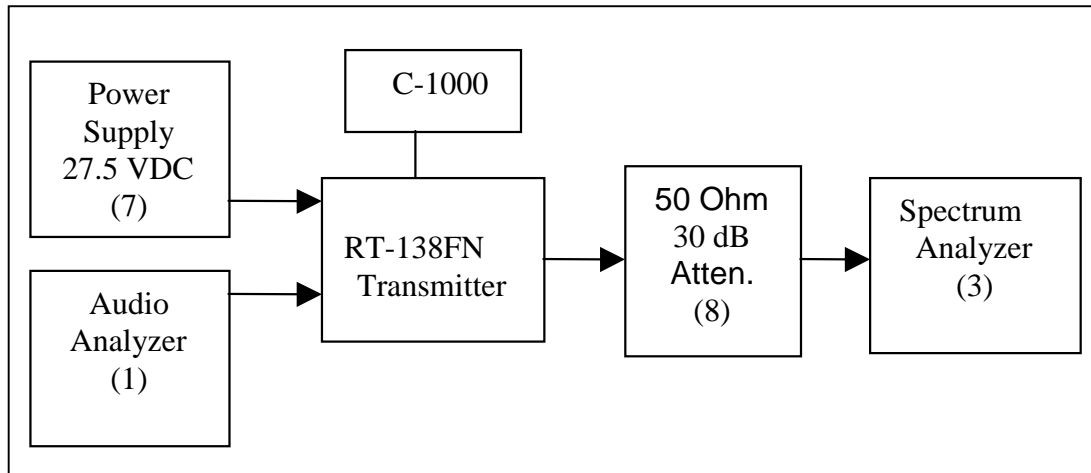 Power
Supply
27.5 VDC
(7)
C-1000
Audio
Analyzer
(1)
RT-138FN
Transmitter
50 Ohm
30 dB
Atten.
(8)
Spectrum
Analyzer
(3)